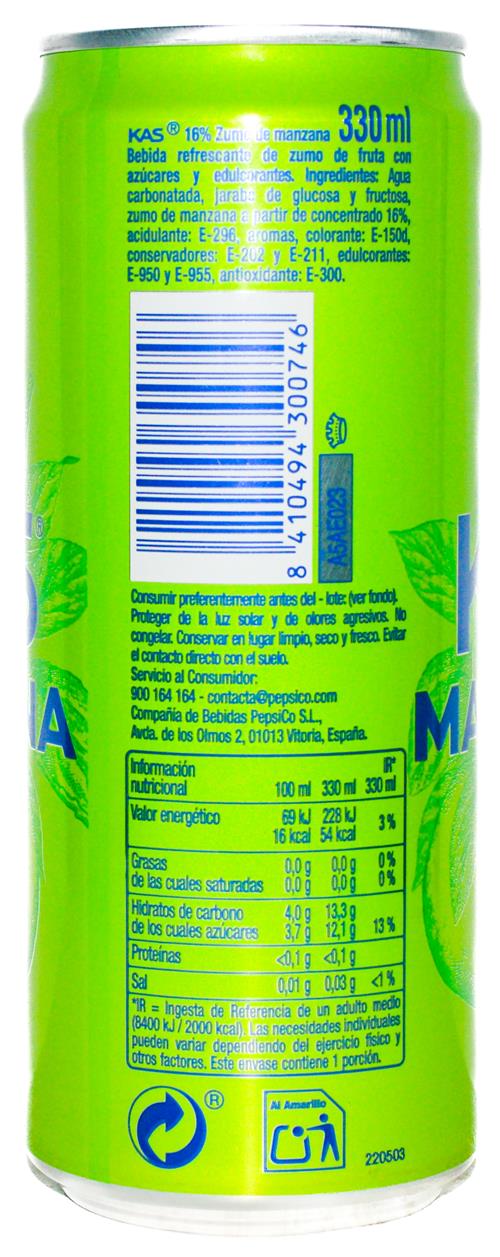 KAS® 16% Zumo de manzana 330 ml
Bebida refrescante de zumo de fruta con
azúcares y edulcorantes. Ingredientes: Agua
carbonatada, jarabe de glucosa y fructosa,
zumo de manzana a partir de concentrado 16%,
acidulante: E-296, aromas, colorante: E-150d,
conservadores: E-202 y E-211, edulcorantes:
E-950 y E-955, antioxidante: E-300.
8 410494 300746
A5AE023
Consumir preferentemente antes del - lote: (ver fondo).
Proteger de la luz solar y de olores agresivos. No
congelar. Conservar en lugar limpio, seco y fresco. Evitar
el contacto directo con el suelo.
Servicio al Consumidor:
900 164 164 - contacta@pepsico.com
Compañía de Bebidas PepsiCo S.L.,
Avda. de los Olmos 2, 01013 Vitoria, España.
®
NA
MA
Información IR*
nutricional 100 ml 330 ml 330 ml
Valor energético 69 kJ 228 kJ 3%
16 kcal 54 kcal
Grasas 0,0 g 0,0 g 0%
de las cuales saturadas 0,0 g 0,0 g 0%
Hidratos de carbono 4,0 g 13,3 g
de los cuales azúcares 3,7 g 12,1 g 13%
Proteínas <0,1 g <0,1 g
Sal 0,01 g 0,03 g <1%
*IR = Ingesta de Referencia de un adulto medio
(8400 kJ / 2000 kcal). Las necesidades individuales
pueden variar dependiendo del ejercicio físico y
otros factores. Este envase contiene 1 porción.
®
Al Amarillo
220503